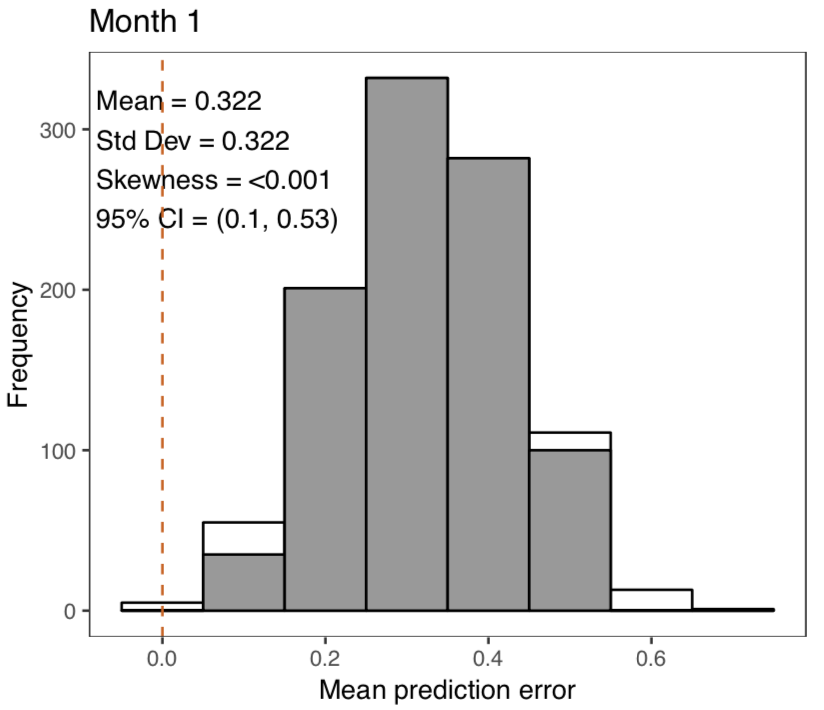 Month 1
Mean = 0.322
Std Dev = 0.322
Skewness = <0.001
95% CI = (0.1, 0.53)
Frequency
300
200
100
0
0.0 0.2 0.4 0.6
Mean prediction error